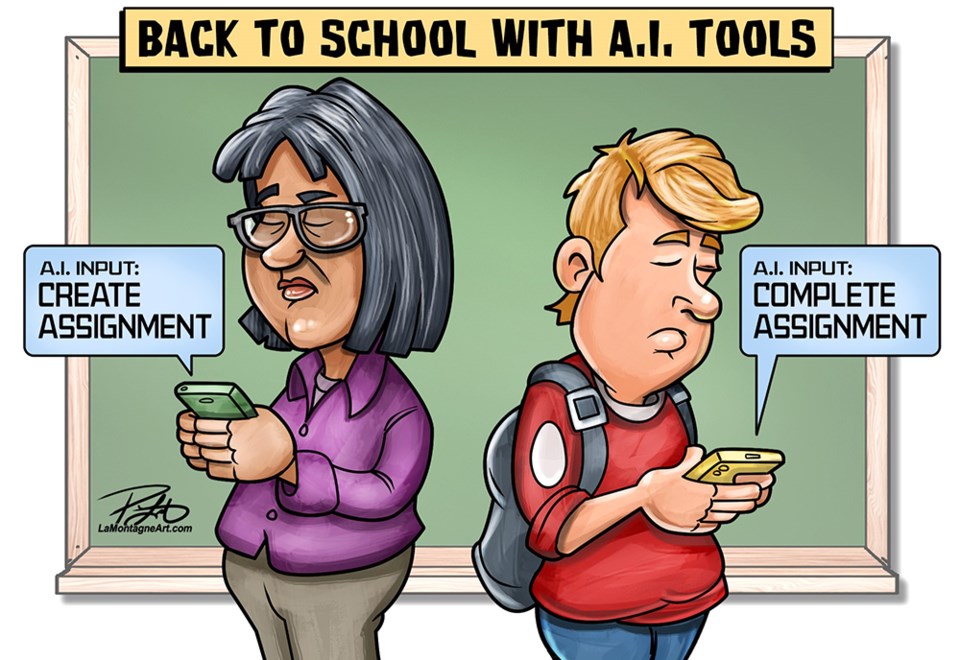 BACK TO SCHOOL WITH A.I. TOOLS
A.I. INPUT:
CREATE
ASSIGNMENT
A.I. INPUT:
COMPLETE
ASSIGNMENT
LaMontagneArt.com